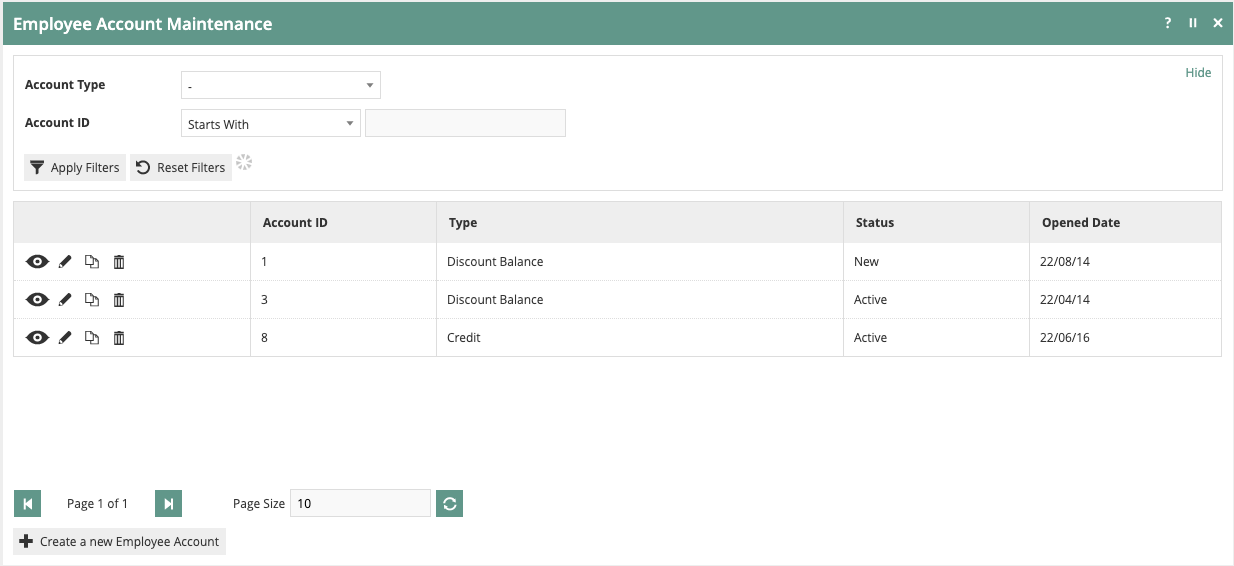 Employee Account Maintenance ?
Hide
Account Type -
Account ID Starts With
Apply Filters Reset Filters
Account ID Type Status Opened Date
1 Discount Balance New 22/08/14
3 Discount Balance Active 22/04/14
8 Credit Active 22/06/16
Page 1 of 1 Page Size 10
Create a new Employee Account